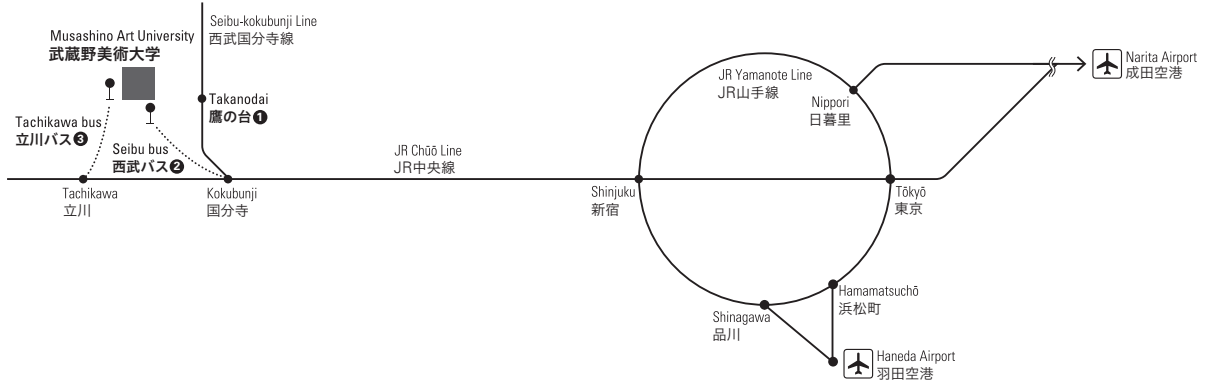 Seibu-kokubunji Line
西武国分寺線
Musashino Art University
武蔵野美術大学
Takanodai
鷹の台❶
Tachikawa bus
立川バス❸
Seibu bus
西武バス❷
Tachikawa
立川
Kokubunji
国分寺
JR Chūō Line
JR中央線
Shinjuku
新宿
JR Yamanote Line
JR山手線
Nippori
日暮里
Narita Airport
成田空港
Tōkyō
東京
Hamamatsuchō
浜松町
Shinagawa
品川
Haneda Airport
羽田空港